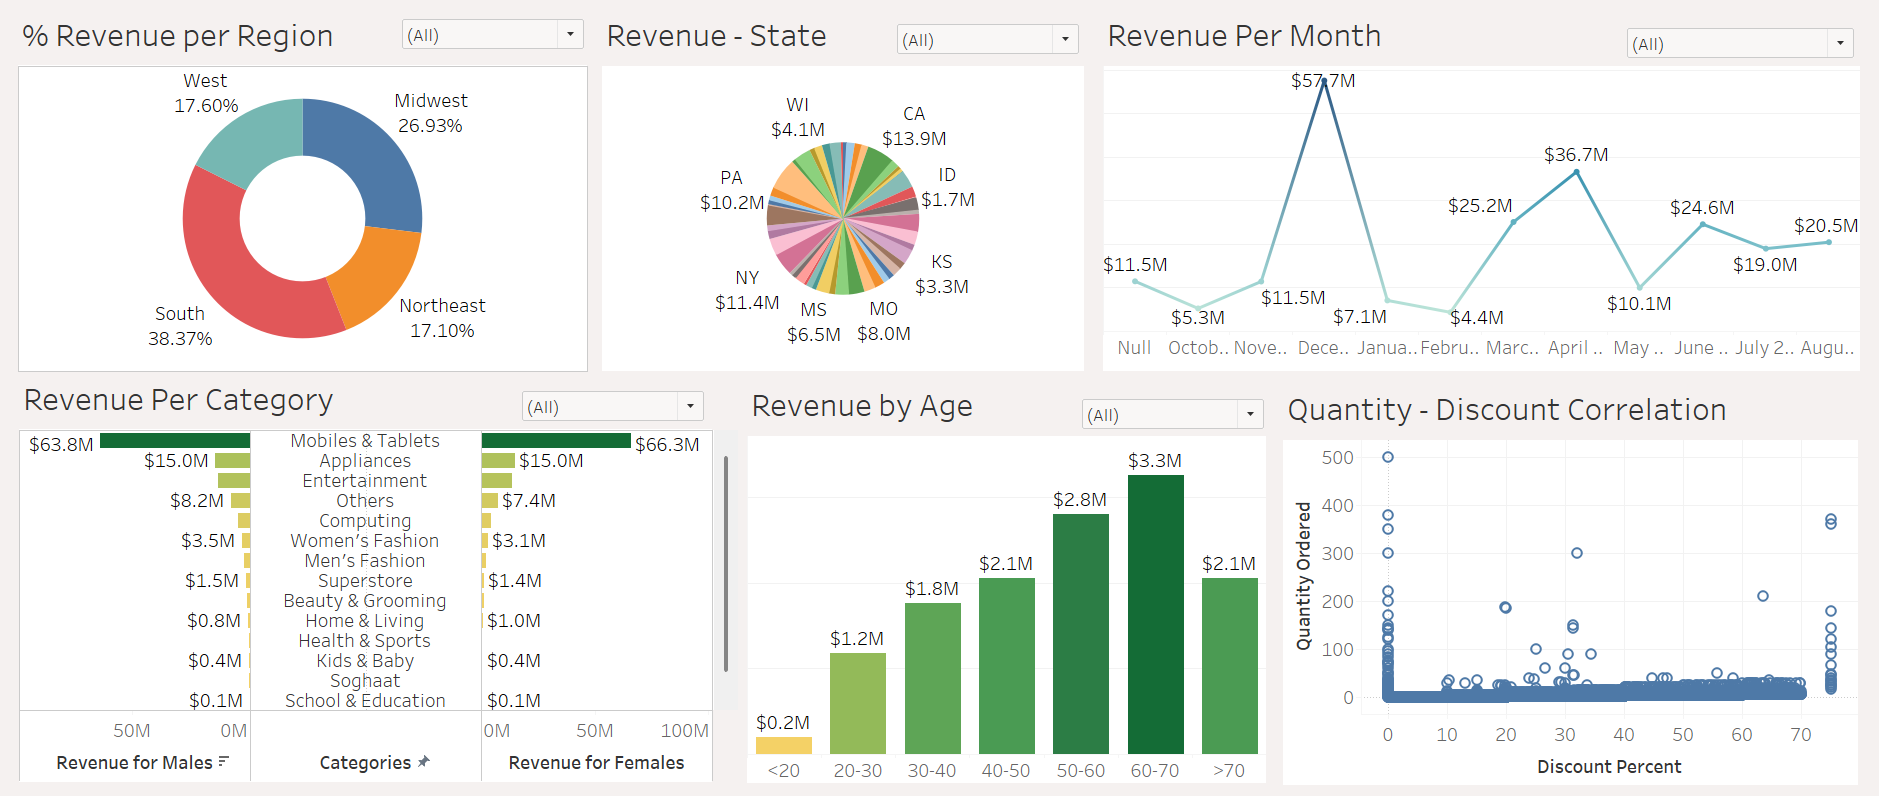 % Revenue per Region
(All)
West
17.60%
Midwest
26.93%
South
38.37%
Northeast
17.10%
Revenue - State
(All)
WI
$4.1M
CA
$13.9M
PA
$10.2M
ID
$1.7M
KS
$3.3M
NY
$11.4M
MS
$6.5M
MO
$8.0M
Revenue Per Month
(All)
$57.7M
$36.7M
$25.2M
$24.6M
$20.5M
$11.5M
$19.0M
$11.5M
$10.1M
$5.3M
$7.1M
$4.4M
Null Octob.. Nove.. Dece.. Janua.. Febru.. Marc.. April .. May .. June .. July 2.. Augu..
Revenue Per Category
(All)
$63.8M Mobiles & Tablets $66.3M
$15.0M Appliances $15.0M
Entertainment
$8.2M Others $7.4M
Computing
$3.5M Women's Fashion $3.1M
Men's Fashion
$1.5M Superstore $1.4M
Beauty & Grooming
$0.8M Home & Living $1.0M
Health & Sports
$0.4M Kids & Baby $0.4M
Soghaat
$0.1M School & Education $0.1M
50M 0M 0M 50M 100M
Revenue for Males Categories Revenue for Females
Revenue by Age
(All)
$3.3M
$2.8M
$2.1M $2.1M
$1.8M
$1.2M
$0.2M
<20 20-30 30-40 40-50 50-60 60-70 >70
Quantity - Discount Correlation
Quantity Ordered
500
400
300
200
100
0
0 10 20 30 40 50 60 70
Discount Percent